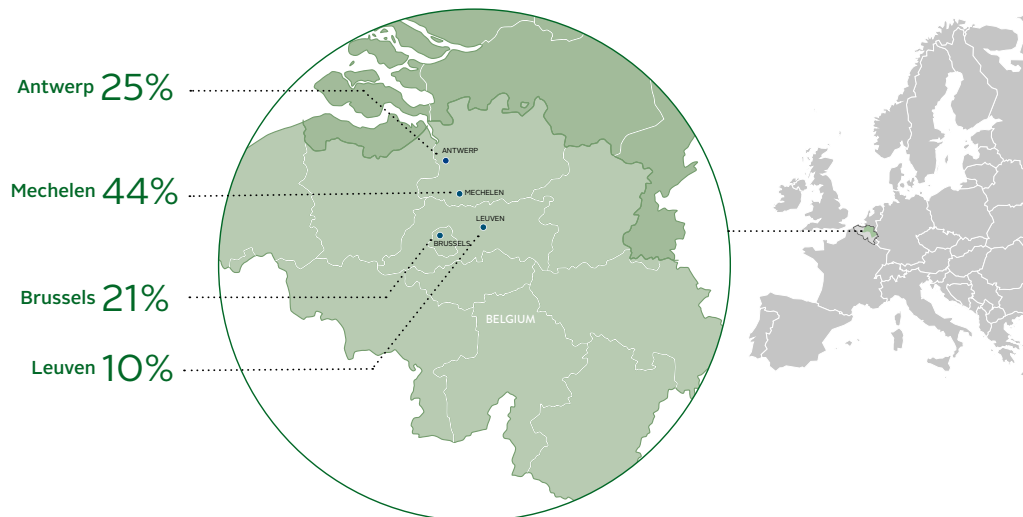 Antwerp 25%
ANTWERP
Mechelen 44%
MECHELEN
LEUVEN
BRUSSELS
Brussels 21%
BELGIUM
Leuven 10%